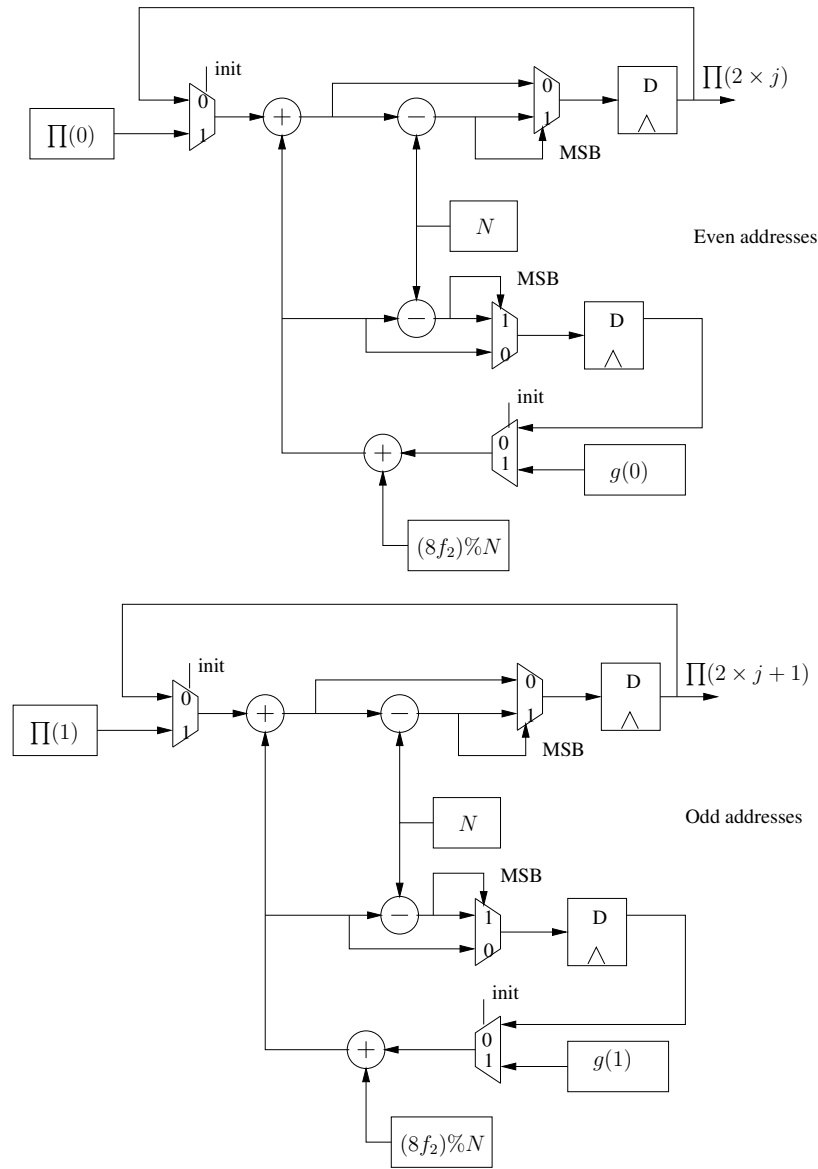 init
∏(2 × j)
0
0
D
∏(0)
1
+
−
1
MSB
N
Even addresses
MSB
−
1
D
0
init
0
+
1
g(0)
(8f₂)%N
init
∏(2 × j + 1)
0
0
D
∏(1)
1
+
−
1
MSB
N
Odd addresses
MSB
−
1
D
0
init
0
+
1
g(1)
(8f₂)%N